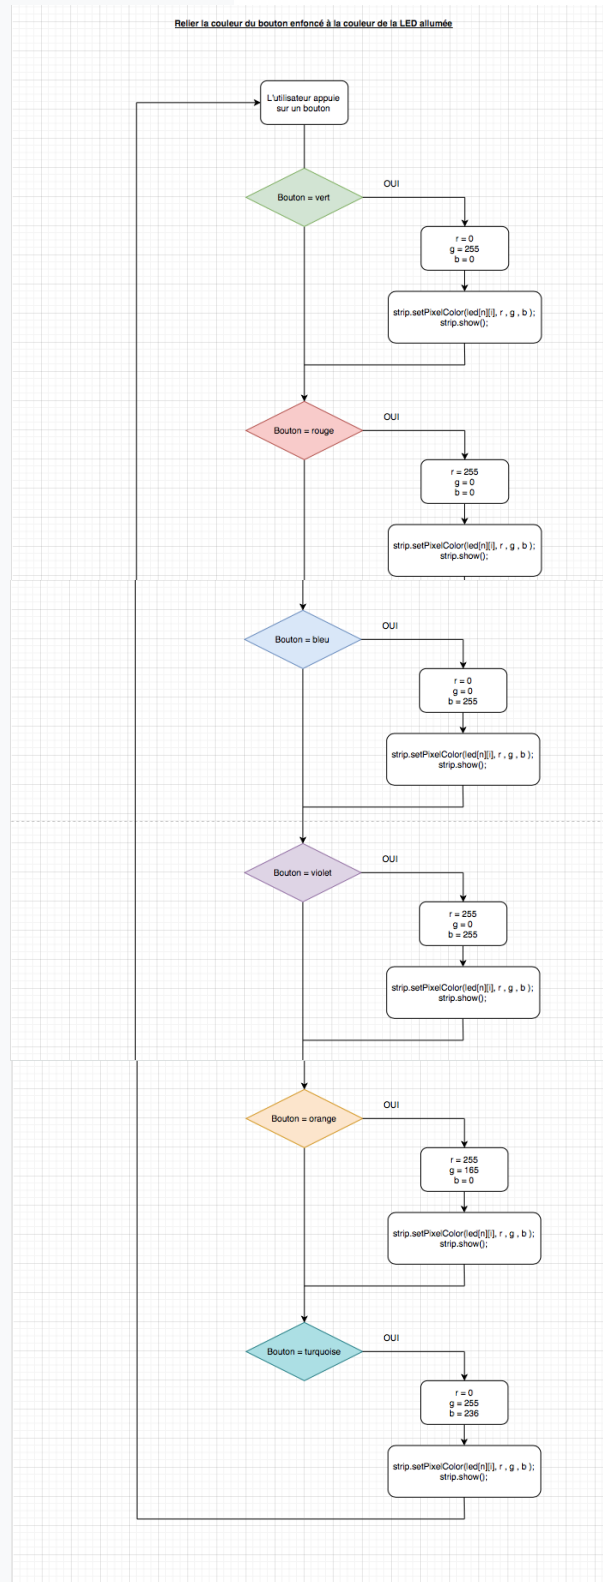 Relier la couleur du bouton enfoncé à la couleur de la LED allumée
L'utilisateur appuie
sur un bouton
Bouton = vert
OUI
r = 0
g = 255
b = 0
strip.setPixelColor(led[n][i], r , g , b );
strip.show();
Bouton = rouge
OUI
r = 255
g = 0
b = 0
strip.setPixelColor(led[n][i], r , g , b );
strip.show();
Bouton = bleu
OUI
r = 0
g = 0
b = 255
strip.setPixelColor(led[n][i], r , g , b );
strip.show();
Bouton = violet
OUI
r = 255
g = 0
b = 255
strip.setPixelColor(led[n][i], r , g , b );
strip.show();
Bouton = orange
OUI
r = 255
g = 165
b = 0
strip.setPixelColor(led[n][i], r , g , b );
strip.show();
Bouton = turquoise
OUI
r = 0
g = 255
b = 236
strip.setPixelColor(led[n][i], r , g , b );
strip.show();